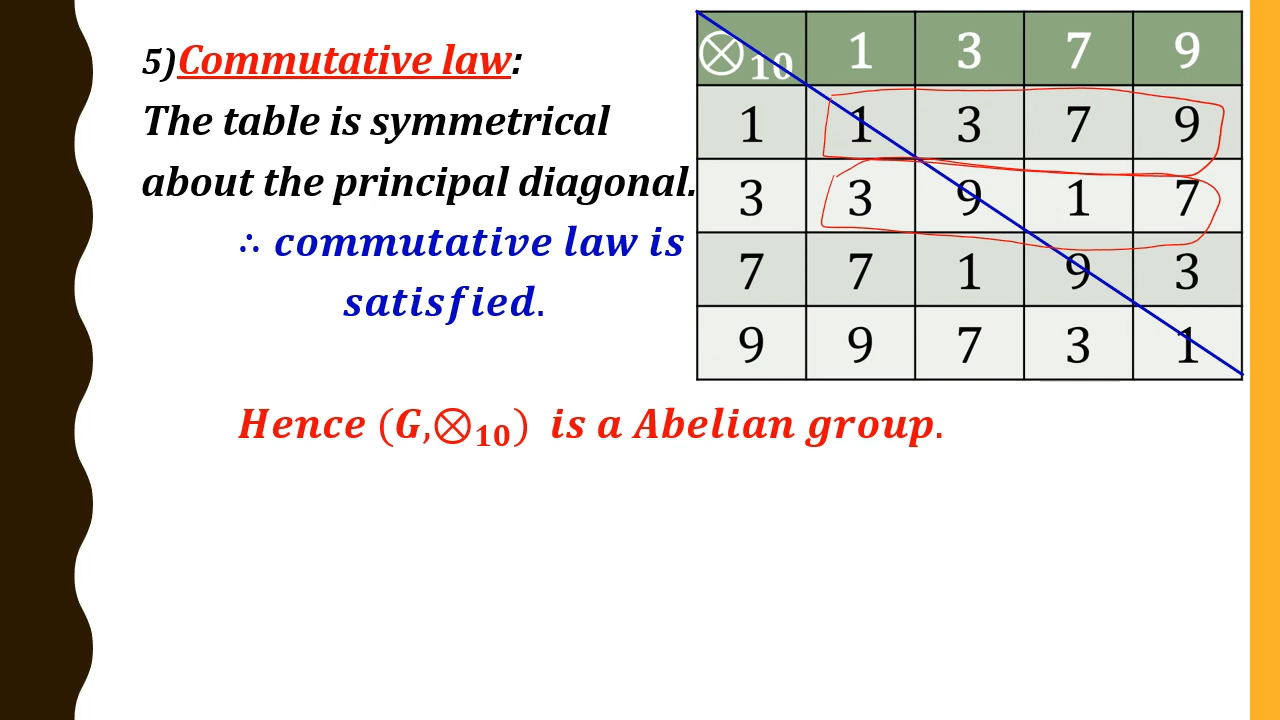 5)Commutative law:
The table is symmetrical
about the principal diagonal.
∴ commutative law is
satisfied.
⊗10 1 3 7 9
1 1 3 7 9
3 3 9 1 7
7 7 1 9 3
9 9 7 3 1
Hence (G,⊗10) is a Abelian group.